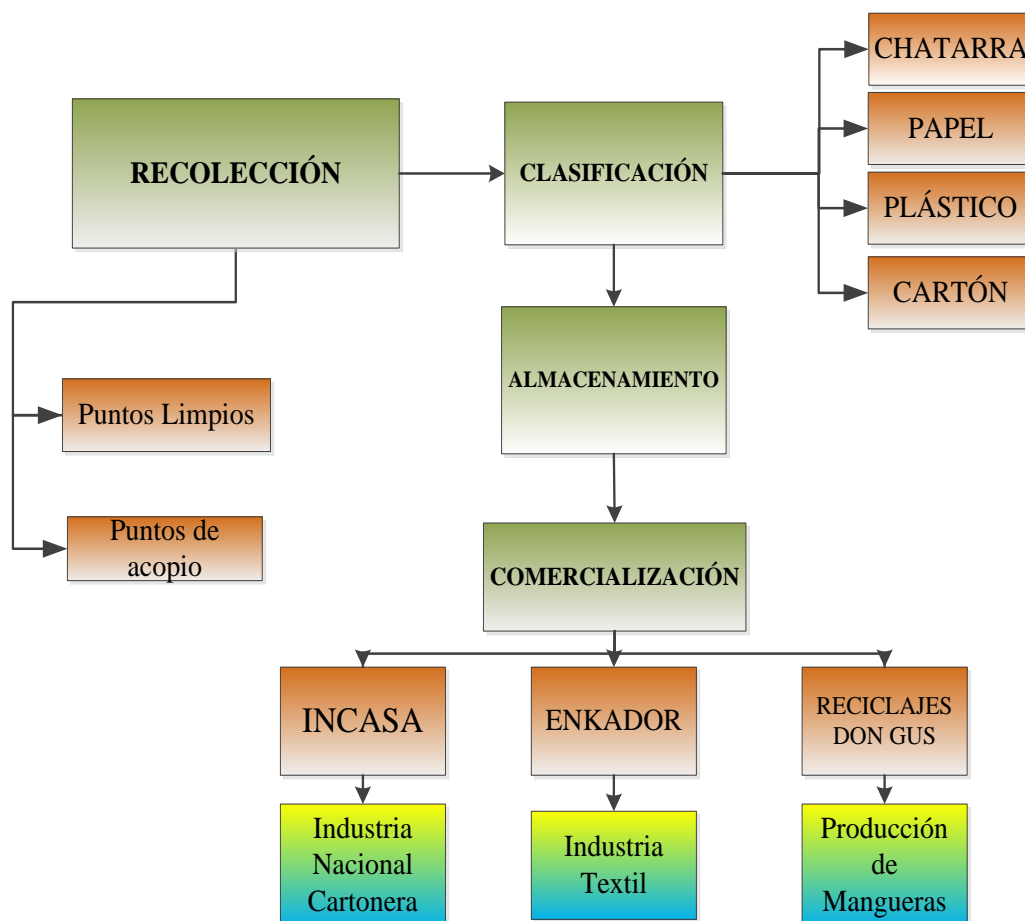 CHATARRA
RECOLECCIÓN
CLASIFICACIÓN
PAPEL
PLÁSTICO
CARTÓN
ALMACENAMIENTO
Puntos Limpios
Puntos de
acopio
COMERCIALIZACIÓN
INCASA
ENKADOR
RECICLAJES
DON GUS
Industria
Nacional
Cartonera
Industria
Textil
Producción
de
Mangueras